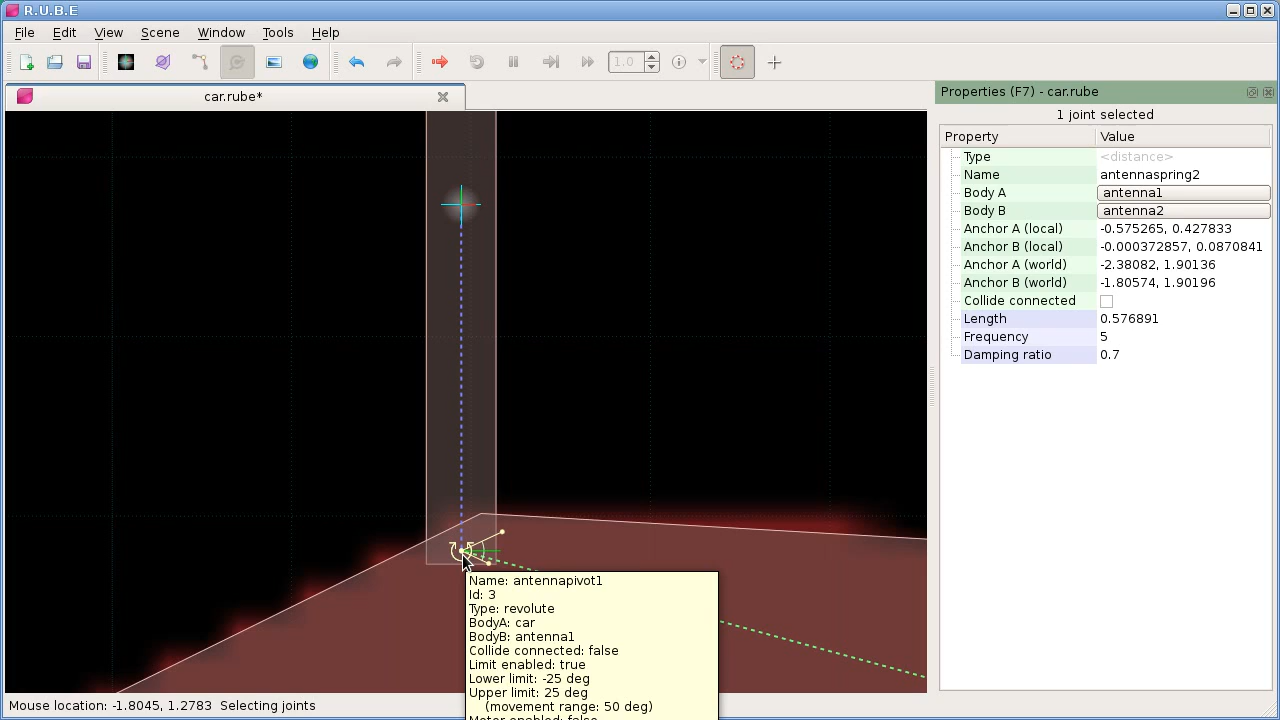 R.U.B.E
File Edit View Scene Window Tools Help
1.0
car.rube*
Properties (F7) - car.rube
1 joint selected
Property Value
Type <distance>
Name antennaspring2
Body A antenna1
Body B antenna2
Anchor A (local) -0.575265, 0.427833
Anchor B (local) -0.000372857, 0.0870841
Anchor A (world) -2.38082, 1.90136
Anchor B (world) -1.80574, 1.90196
Collide connected
Length 0.576891
Frequency 5
Damping ratio 0.7
Name: antennapivot1
Id: 3
Type: revolute
BodyA: car
BodyB: antenna1
Collide connected: false
Limit enabled: true
Lower limit: -25 deg
Upper limit: 25 deg
(movement range: 50 deg)
Motor enabled: false
Mouse location: -1.8045, 1.2783 Selecting joints